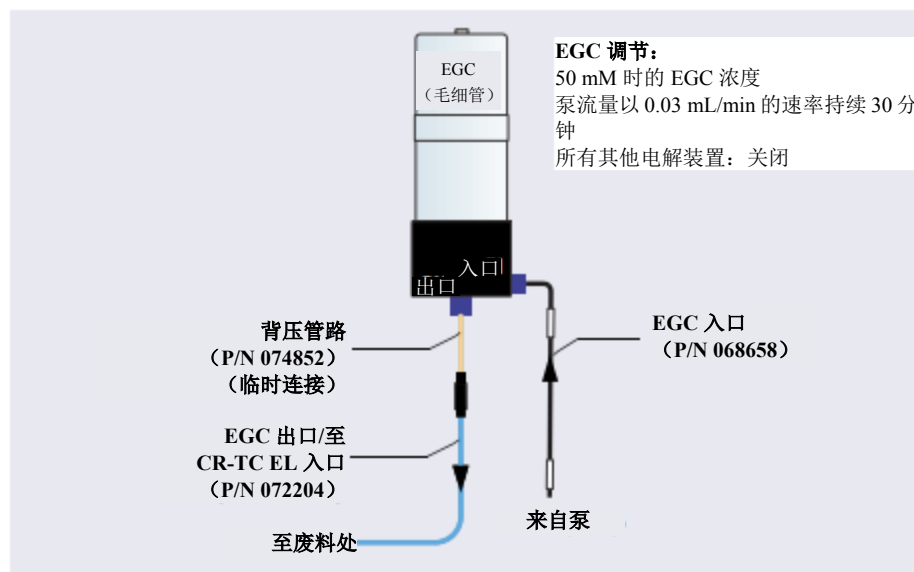 EGC
（毛细管）
EGC 调节：
50 mM 时的 EGC 浓度
泵流量以 0.03 mL/min 的速率持续 30 分
钟
所有其他电解装置：关闭
入口
出口
背压管路
（P/N 074852）
（临时连接）
EGC 入口
（P/N 068658）
EGC 出口/至
CR-TC EL 入口
（P/N 072204）
来自泵
至废料处